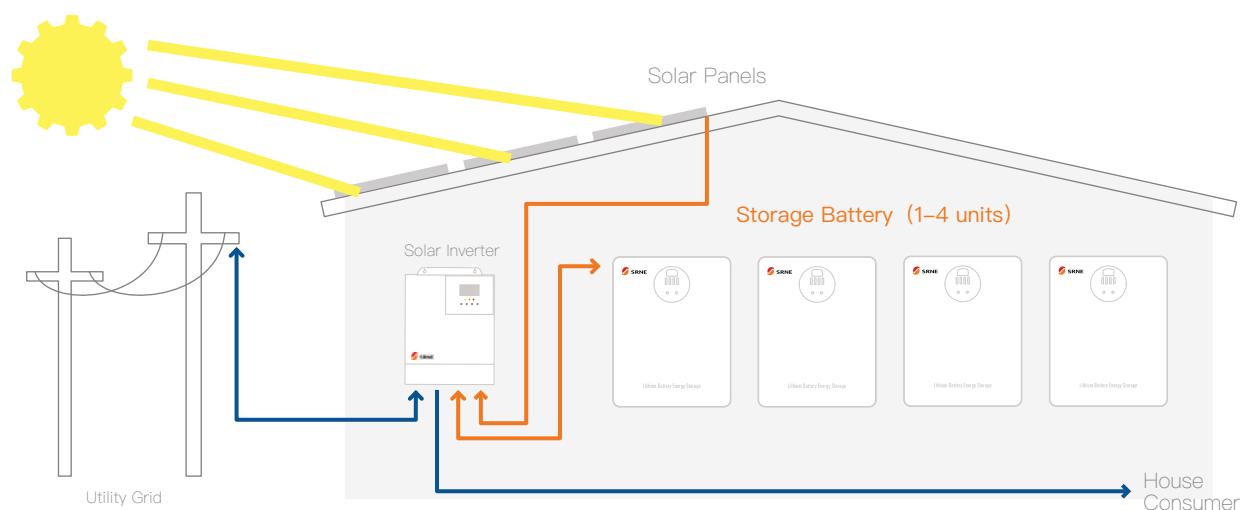 Solar Panels
Storage Battery (1–4 units)
Solar Inverter
SRNE
SRNE
SRNE
SRNE
SRNE
Lithium Battery Energy Storage
Lithium Battery Energy Storage
Lithium Battery Energy Storage
Lithium Battery Energy Storage
Utility Grid
House
Consumer